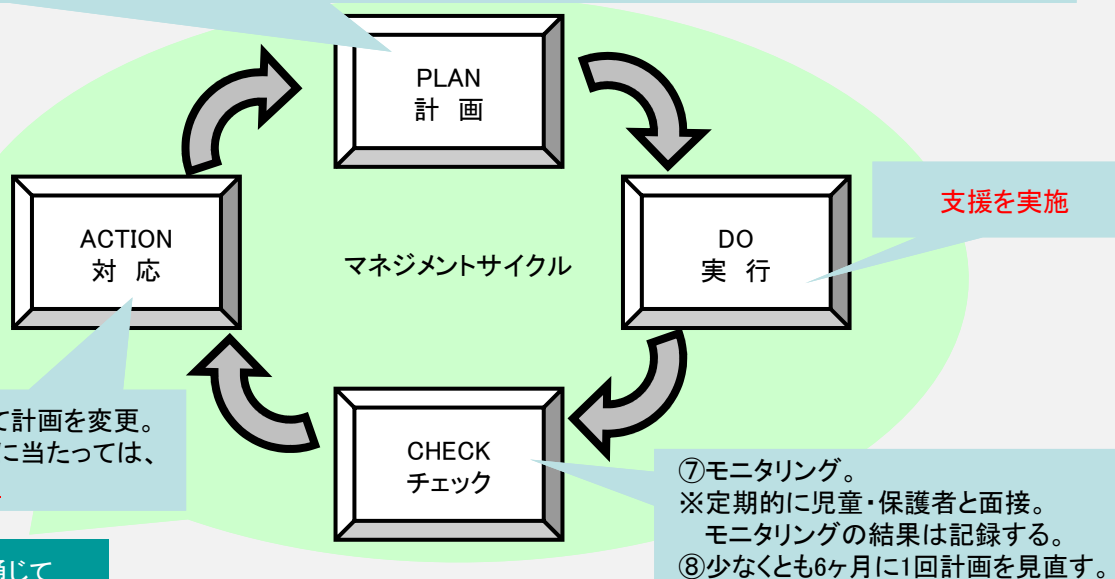 PLAN
計 画
支援を実施
ACTION
対 応
マネジメントサイクル
DO
実 行
て計画を変更。
に当たっては、
CHECK
チェック
⑦モニタリング。
※定期的に児童・保護者と面接。
モニタリングの結果は記録する。
⑧少なくとも6ヶ月に1回計画を見直す。
通じて